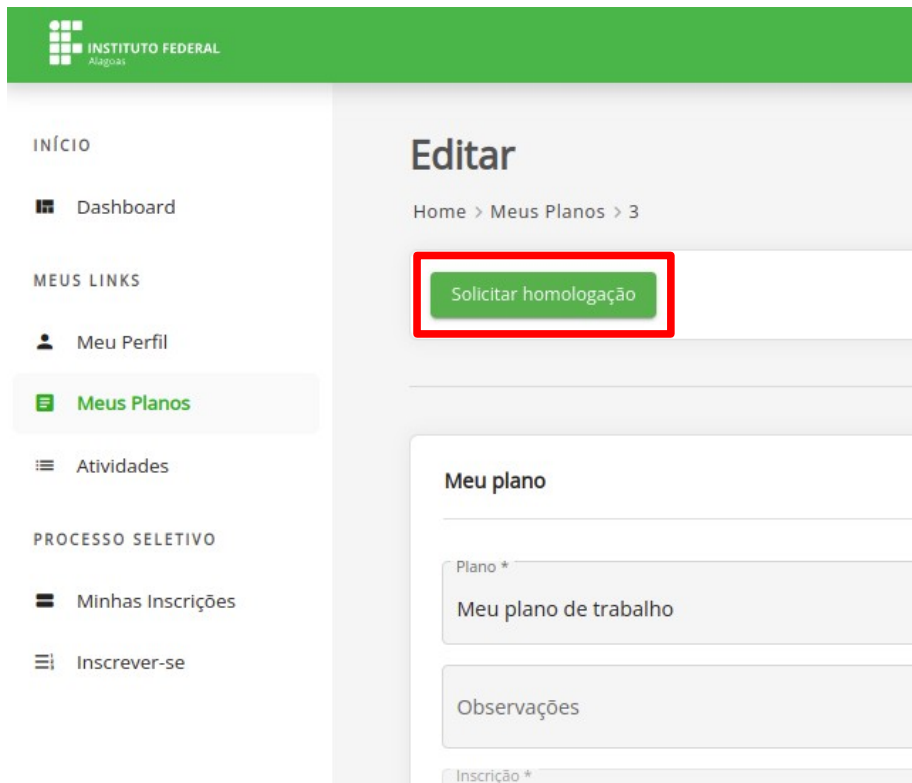 INSTITUTO FEDERAL
Alagoas
INÍCIO
Dashboard
MEUS LINKS
Meu Perfil
Meus Planos
Atividades
PROCESSO SELETIVO
Minhas Inscrições
Inscrever-se
Editar
Home > Meus Planos > 3
Solicitar homologação
Meu plano
Plano *
Meu plano de trabalho
Observações
Inscrição *